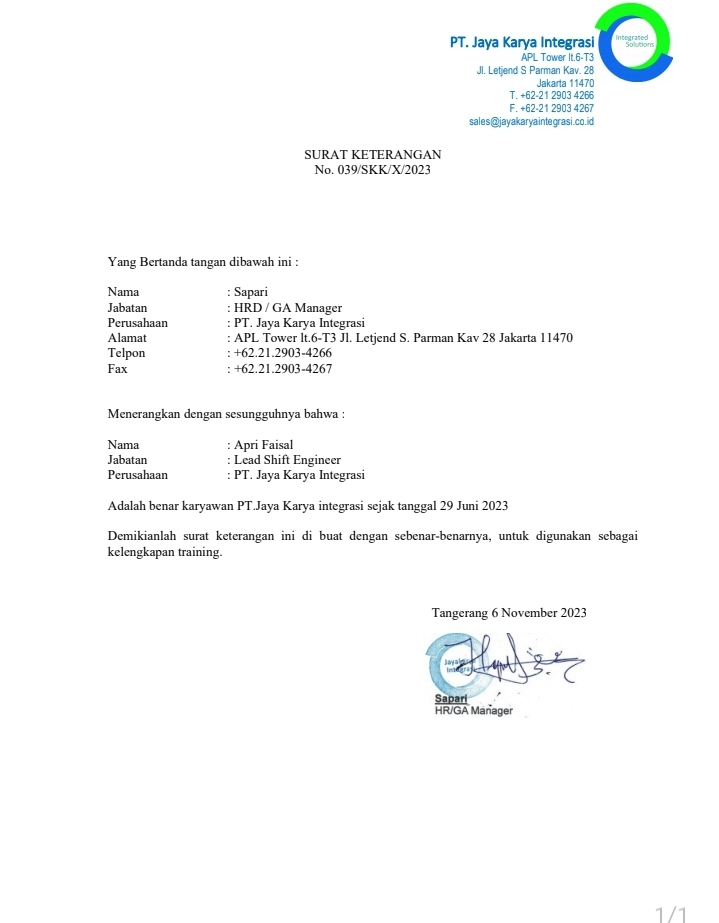 PT. Jaya Karya Integrasi
APL Tower lt.6-T3
Jl. Letjend S Parman Kav. 28
Jakarta 11470
T. +62-21 2903 4266
F. +62-21 2903 4267
sales@jayakaryaintegrasi.co.id
Integrated
Solutions
SURAT KETERANGAN
No. 039/SKK/X/2023
Yang Bertanda tangan dibawah ini :
Nama : Sapari
Jabatan : HRD / GA Manager
Perusahaan : PT. Jaya Karya Integrasi
Alamat : APL Tower lt.6-T3 Jl. Letjend S. Parman Kav 28 Jakarta 11470
Telpon : +62.21.2903-4266
Fax : +62.21.2903-4267
Menerangkan dengan sesungguhnya bahwa :
Nama : Apri Faisal
Jabatan : Lead Shift Engineer
Perusahaan : PT. Jaya Karya Integrasi
Adalah benar karyawan PT.Jaya Karya integrasi sejak tanggal 29 Juni 2023
Demikianlah surat keterangan ini di buat dengan sebenar-benarnya, untuk digunakan sebagai
kelengkapan training.
Tangerang 6 November 2023
Sapari
HR/GA Manager
1/1